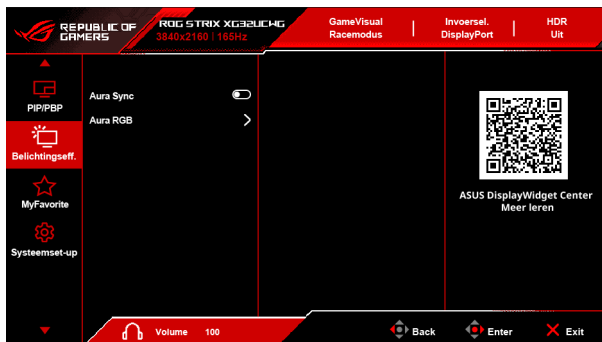 REPUBLIC OF
GAMERS
ROG STRIX XG32UCWG
3840x2160 | 165Hz
GameVisual
Racemodus
Invoersel.
DisplayPort
HDR
Uit
PIP/PBP
Belichtingseff.
MyFavorite
Systeemset-up
Aura Sync
Aura RGB
ASUS DisplayWidget Center
Meer leren
Volume 100
Back
Enter
Exit